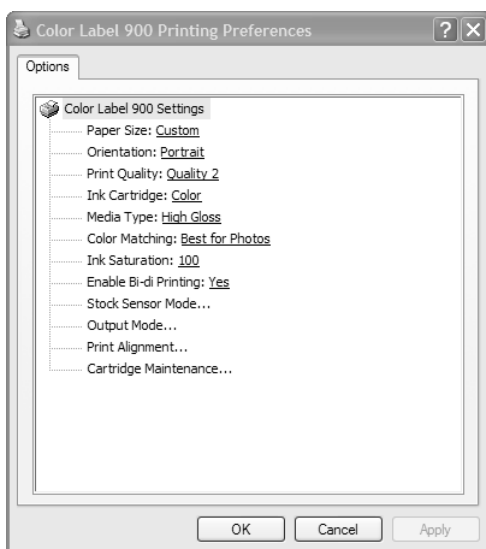 Color Label 900 Printing Preferences
Options
Color Label 900 Settings
Paper Size: Custom
Orientation: Portrait
Print Quality: Quality 2
Ink Cartridge: Color
Media Type: High Gloss
Color Matching: Best for Photos
Ink Saturation: 100
Enable Bi-di Printing: Yes
Stock Sensor Mode...
Output Mode...
Print Alignment...
Cartridge Maintenance...
OK Cancel Apply